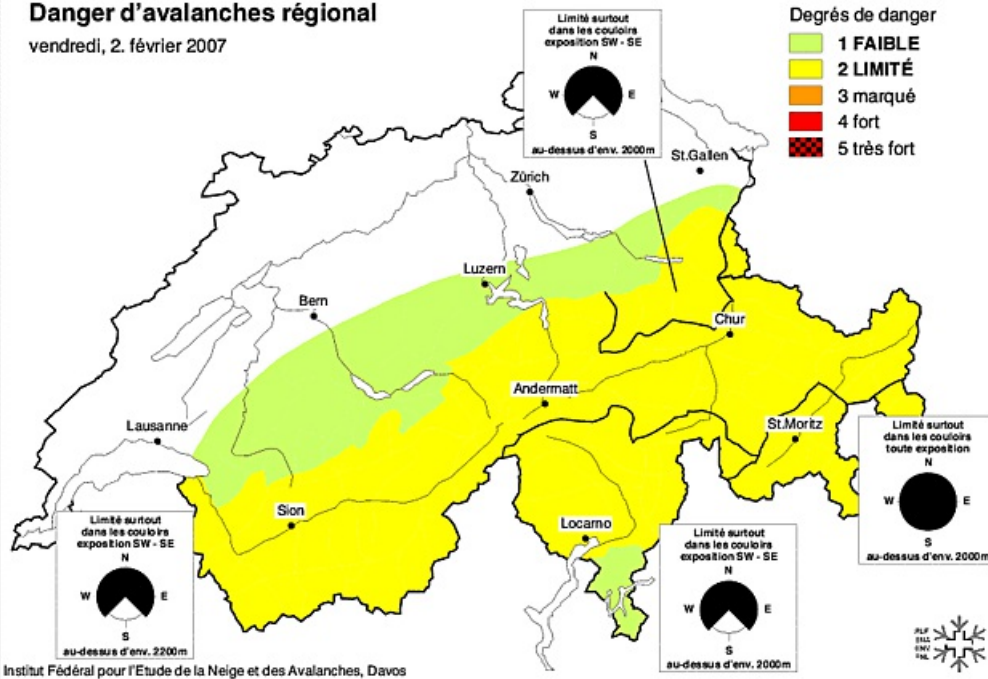 Danger d'avalanches régional
vendredi, 2. février 2007
Degrés de danger
1 FAIBLE
2 LIMITÉ
3 marqué
4 fort
5 très fort
Limité surtout
dans les couloirs
exposition SW - SE
N
W E
S
au-dessus d'env. 2000m
St.Gallen
Zürich
Luzern
Bern
Chur
Andermatt
Lausanne
St.Moritz
Sion
Locarno
Limité surtout
dans les couloirs
toute exposition
N
W E
S
au-dessus d'env. 2000m
Limité surtout
dans les couloirs
exposition SW - SE
N
W E
S
au-dessus d'env. 2200m
Limité surtout
dans les couloirs
exposition SW - SE
N
W E
S
au-dessus d'env. 2000m
Institut Fédéral pour l'Etude de la Neige et des Avalanches, Davos